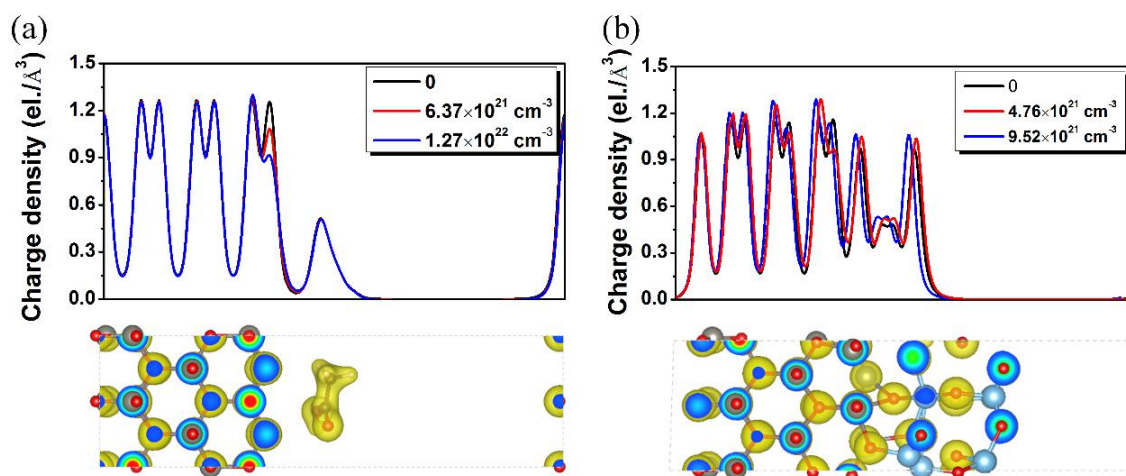 (a)
Charge density (el./Å³)
1.5
1.2
0.9
0.6
0.3
0.0
0
6.37×10²¹ cm⁻³
1.27×10²² cm⁻³
(b)
Charge density (el./Å³)
1.5
1.2
0.9
0.6
0.3
0.0
0
4.76×10²¹ cm⁻³
9.52×10²¹ cm⁻³